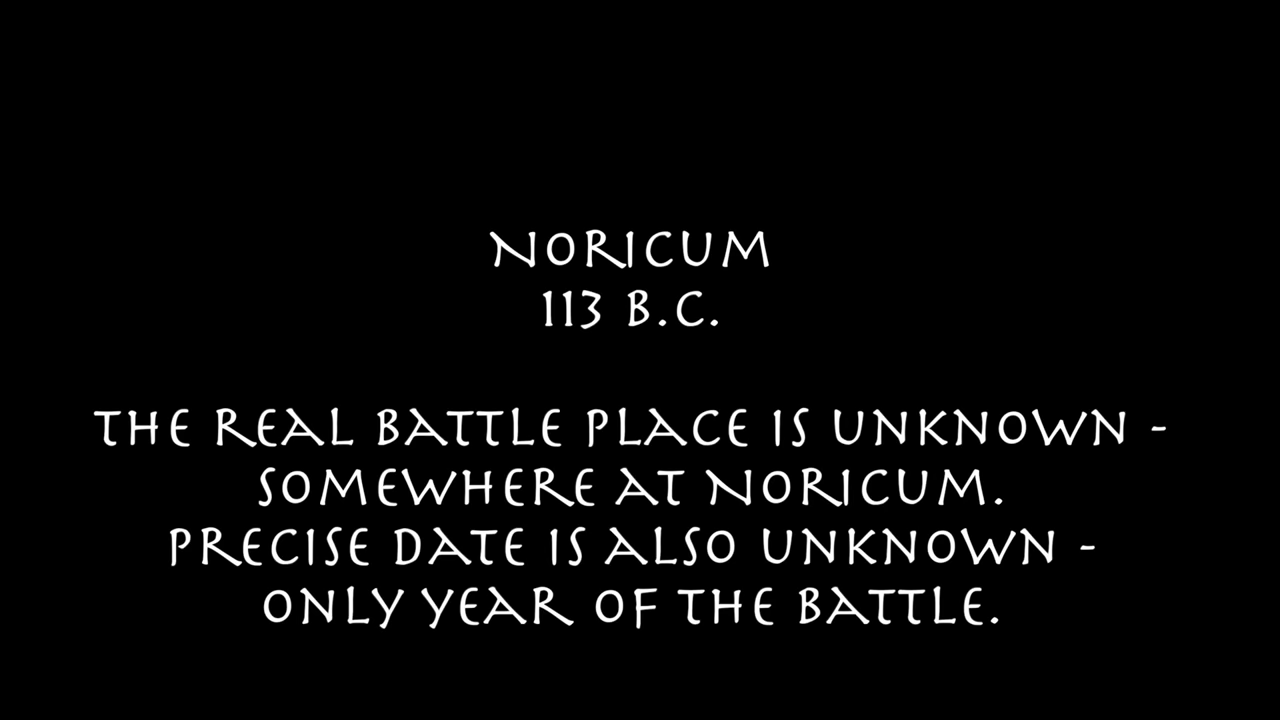 NORICUM
113 B.C.
THE REAL BATTLE PLACE IS UNKNOWN -
SOMEWHERE AT NORICUM.
PRECISE DATE IS ALSO UNKNOWN -
ONLY YEAR OF THE BATTLE.